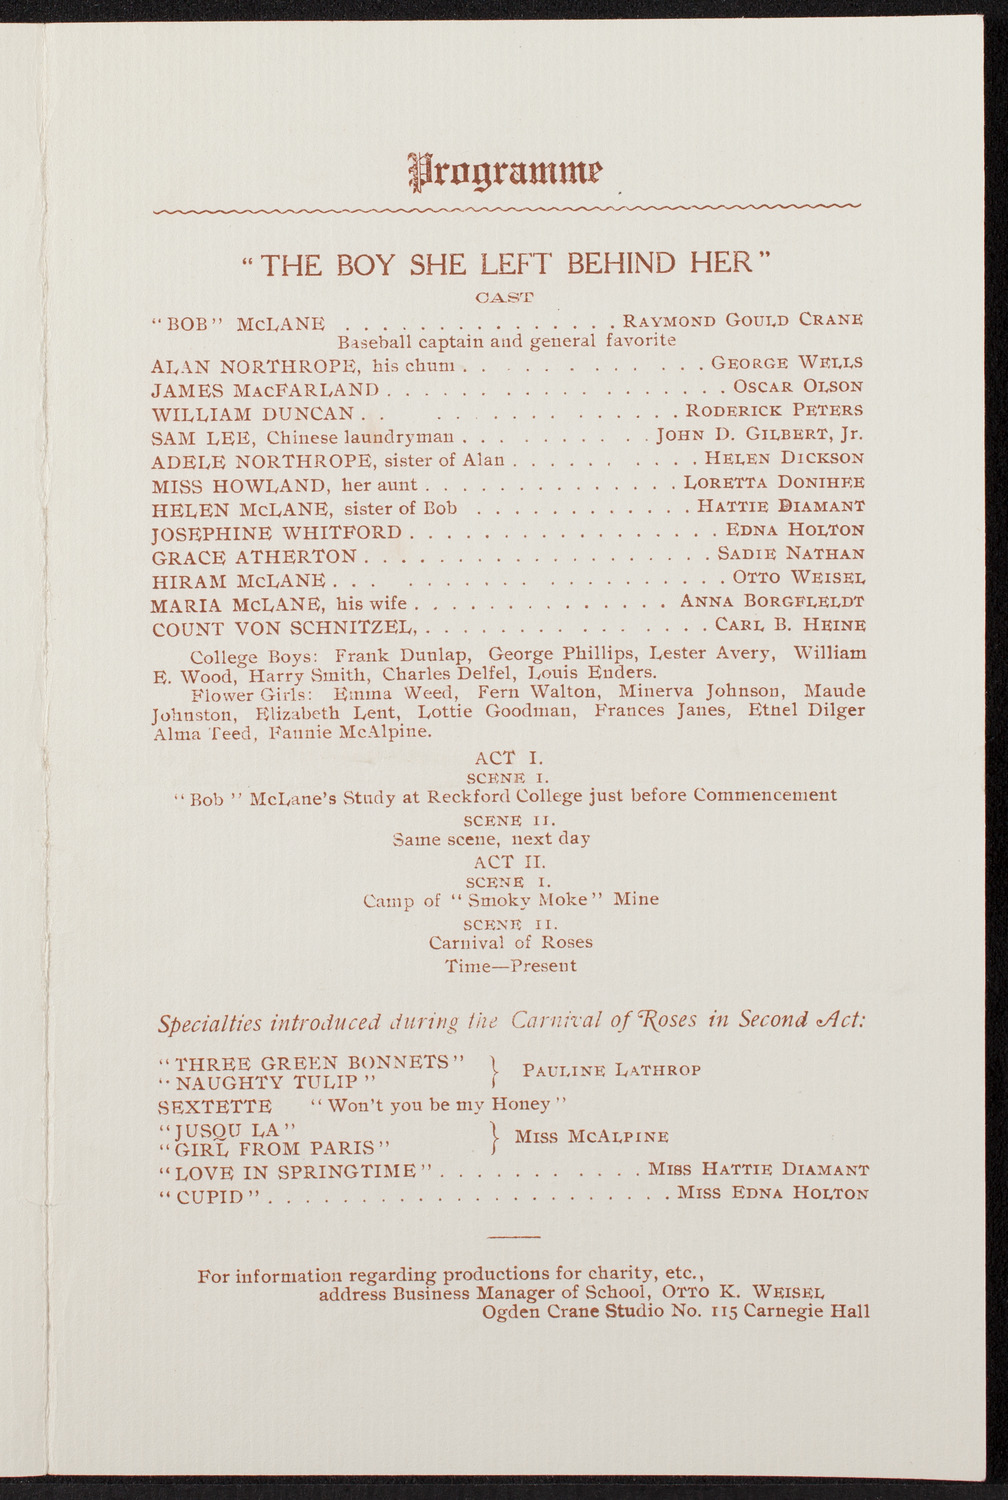 Programme
"THE BOY SHE LEFT BEHIND HER"
CAST
"BOB" McLANE . . . . . . . . . . . . . . . RAYMOND GOULD CRANE
Baseball captain and general favorite
ALAN NORTHROPE, his chum . . . . . . . . . . . . . GEORGE WELLS
JAMES MACFARLAND . . . . . . . . . . . . . . . . . . OSCAR OLSON
WILLIAM DUNCAN . . . . . . . . . . . . . . . . RODERICK PETERS
SAM LEE, Chinese laundryman . . . . . . . . . . JOHN D. GILBERT, Jr.
ADELE NORTHROPE, sister of Alan . . . . . . . . . . HELEN DICKSON
MISS HOWLAND, her aunt . . . . . . . . . . . . . . LORETTA DONIHEE
HELEN McLANE, sister of Bob . . . . . . . . . . . . HATTIE DIAMANT
JOSEPHINE WHITFORD . . . . . . . . . . . . . . . . . EDNA HOLTON
GRACE ATHERTON . . . . . . . . . . . . . . . . . . . SADIE NATHAN
HIRAM McLANE . . . . . . . . . . . . . . . . . . . . OTTO WEISEL
MARIA McLANE, his wife . . . . . . . . . . . . . . ANNA BORGFLELDT
COUNT VON SCHNITZEL, . . . . . . . . . . . . . . . . CARL B. HEINE
College Boys: Frank Dunlap, George Phillips, Lester Avery, William
E. Wood, Harry Smith, Charles Delfel, Louis Enders.
Flower Girls: Emma Weed, Fern Walton, Minerva Johnson, Maude
Johnston, Elizabeth Lent, Lottie Goodman, Frances Janes, Ethel Dilger
Alma Teed, Fannie McAlpine.
ACT I.
SCENE I.
"Bob" McLane's Study at Reckford College just before Commencement
SCENE II.
Same scene, next day
ACT II.
SCENE I.
Camp of "Smoky Moke" Mine
SCENE II.
Carnival of Roses
Time—Present
Specialties introduced during the Carnival of Roses in Second Act:
"THREE GREEN BONNETS"
"NAUGHTY TULIP" } PAULINE LATHROP
SEXTETTE "Won't you be my Honey"
"JUSQU LA"
"GIRL FROM PARIS" } MISS MCALPINE
"LOVE IN SPRINGTIME" . . . . . . . . . . . MISS HATTIE DIAMANT
"CUPID" . . . . . . . . . . . . . . . . . . . . . . MISS EDNA HOLTON
For information regarding productions for charity, etc.,
address Business Manager of School, OTTO K. WEISEL
Ogden Crane Studio No. 115 Carnegie Hall